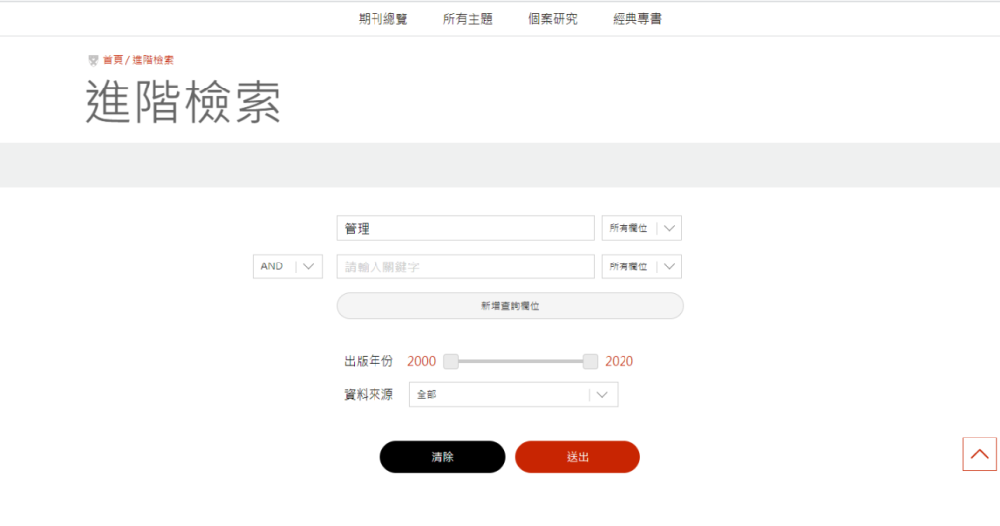 期刊總覽 所有主題 個案研究 經典專書
首頁 / 進階檢索
進階檢索
管理 所有欄位
AND 請輸入關鍵字 所有欄位
新增查詢欄位
出版年份 2000 2020
資料來源 全部
清除 送出